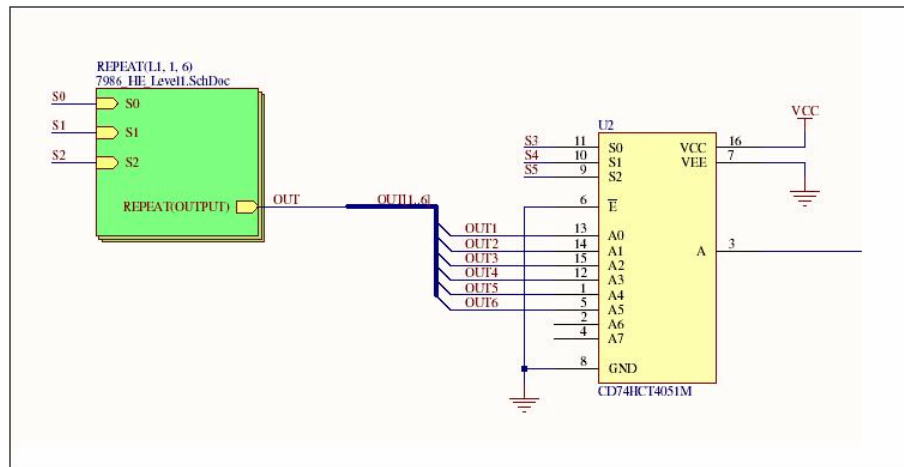 REPEAT(L1, 1, 6)
7986_HE_Level1.SchDoc
S0 S0
S1 S1
S2 S2
REPEAT(OUTPUT) OUT OUT[1..6]
U2
VCC
S3 11 S0 VCC 16
S4 10 S1 VEE 7
S5 9 S2
6 E
OUT1 13 A0
OUT2 14 A1 A 3
OUT3 15 A2
OUT4 12 A3
OUT5 1 A4
OUT6 5 A5
2 A6
4 A7
8 GND
CD74HCT4051M